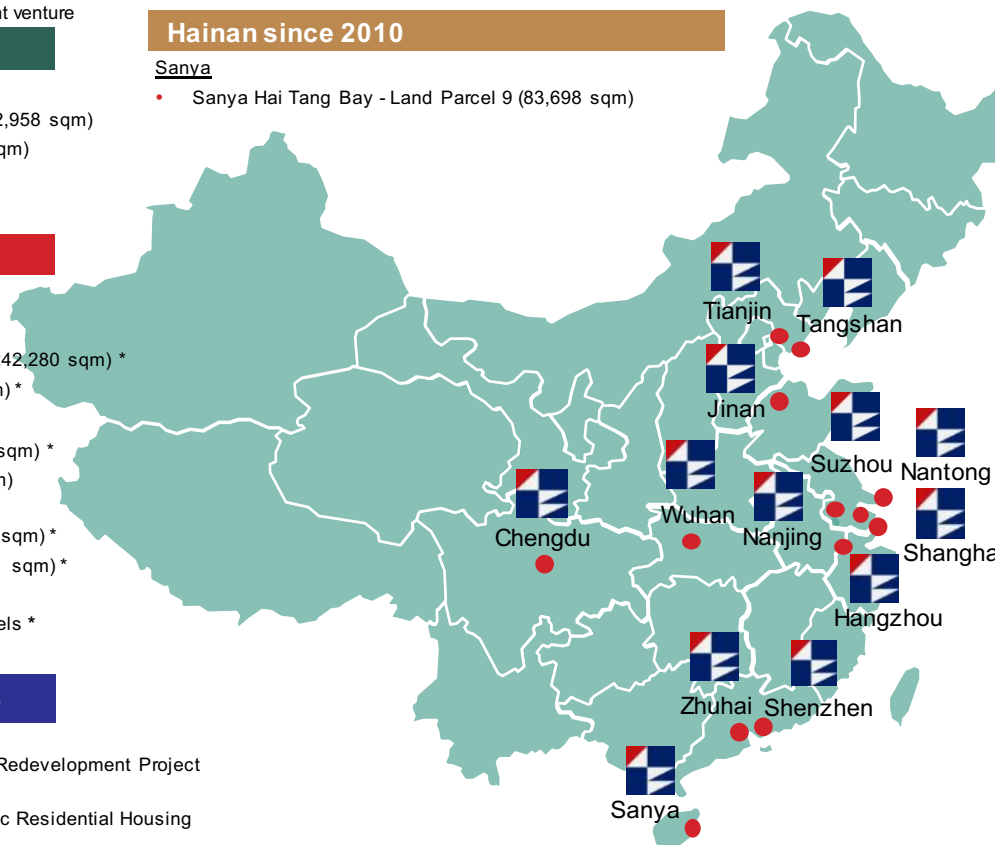 nt venture
Hainan since 2010
Sanya
• Sanya Hai Tang Bay - Land Parcel 9 (83,698 sqm)
2,958 sqm)
qm)
42,280 sqm) *
) *
sqm) *
m)
sqm) *
sqm) *
els *
Redevelopment Project
c Residential Housing
Tianjin
Tangshan
Jinan
Suzhou
Nantong
Wuhan
Nanjing
Chengdu
Shangha
Hangzhou
Zhuhai
Shenzhen
Sanya